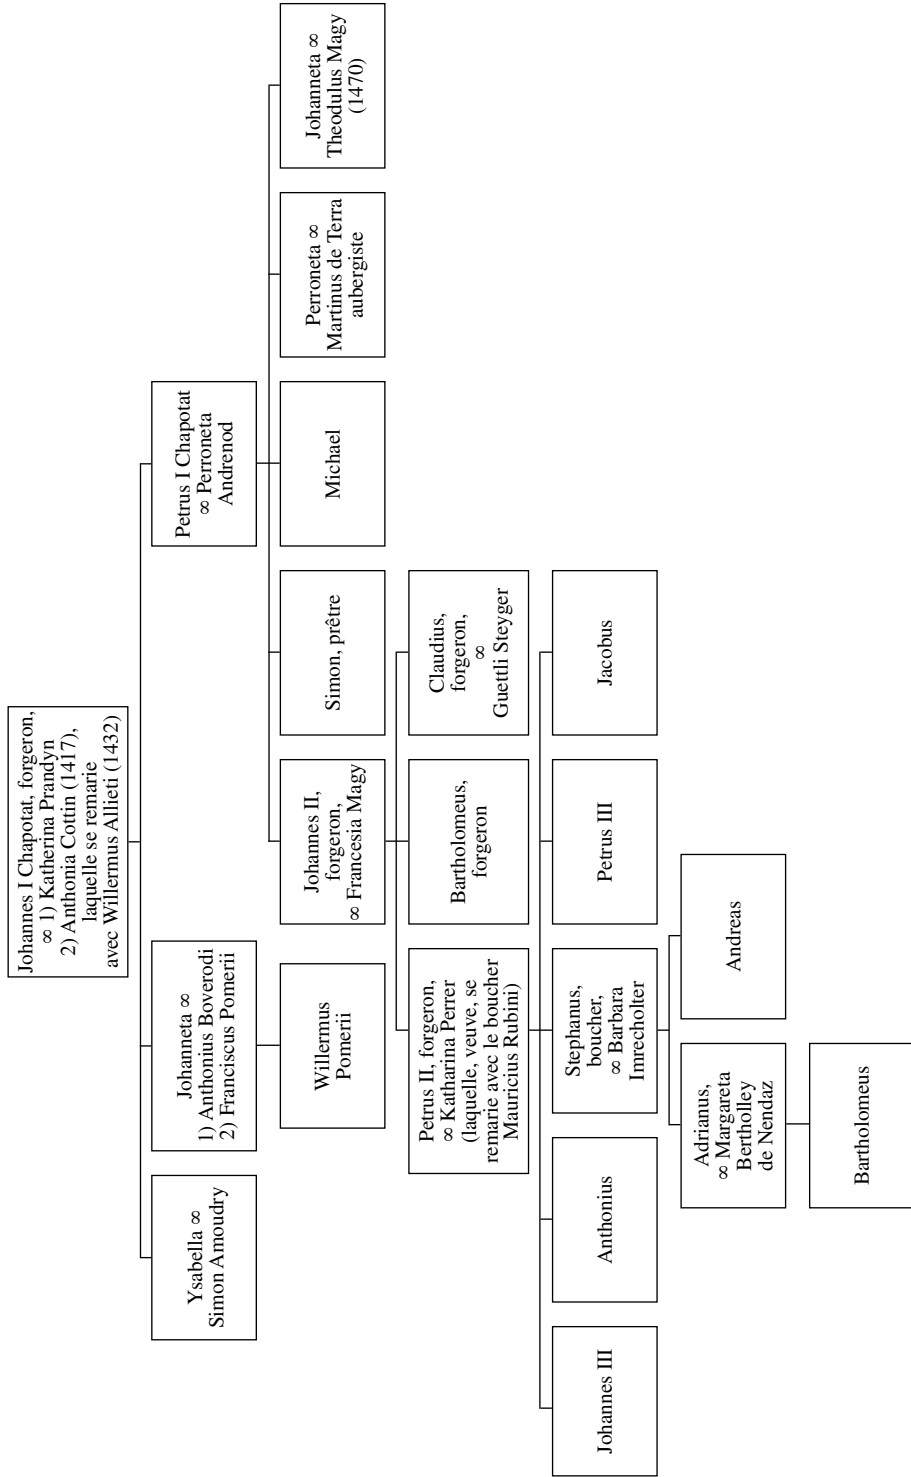 Johannes I Chapotat, forgeron,
∞ 1) Katherina Prandyn
2) Anthonia Cottin (1417),
laquelle se remarie
avec Willermus Allieti (1432)
Ysabella ∞
Simon Amoudry
Johanneta ∞
1) Anthonius Boverodi
2) Franciscus Pomerii
Petrus I Chapotat
∞ Perroneta
Andrenod
Willermus
Pomerii
Johannes II,
forgeron,
∞ Francesia Magy
Simon, prêtre
Michael
Perroneta ∞
Martinus de Terra
aubergiste
Johanneta ∞
Theodulus Magy
(1470)
Petrus II, forgeron,
∞ Katharina Perrer
(laquelle, veuve, se
remarie avec le boucher
Mauricius Rubini)
Bartholomeus,
forgeron
Claudius,
forgeron,
∞
Guettli Steyger
Johannes III
Anthonius
Stephanus,
boucher,
∞ Barbara
Imrecholter
Petrus III
Jacobus
Adrianus,
∞ Margareta
Bertholley
de Nendaz
Andreas
Bartholomeus